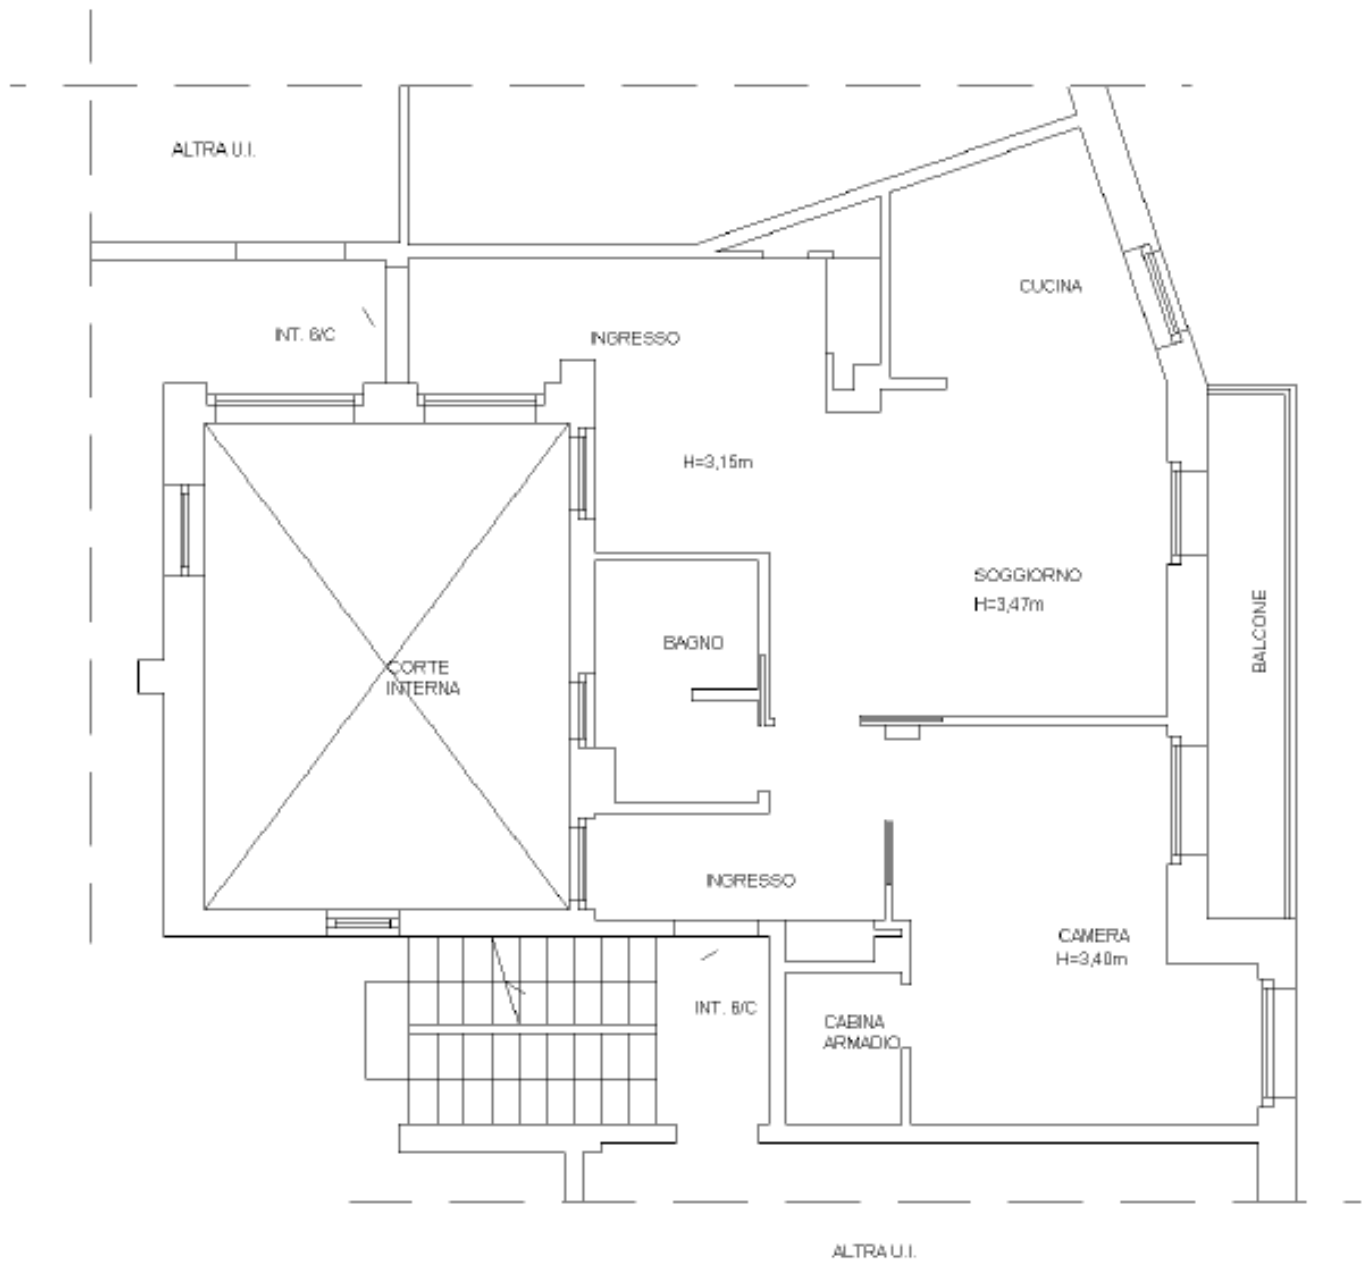 ALTRA U.I.
CUCINA
INT. 6/C
INGRESSO
H=3,15m
SOGGIORNO
H=3,47m
BALCONE
BAGNO
CORTE
INTERNA
INGRESSO
CAMERA
H=3,40m
INT. 6/C
CABINA
ARMADIO
ALTRA U.I.